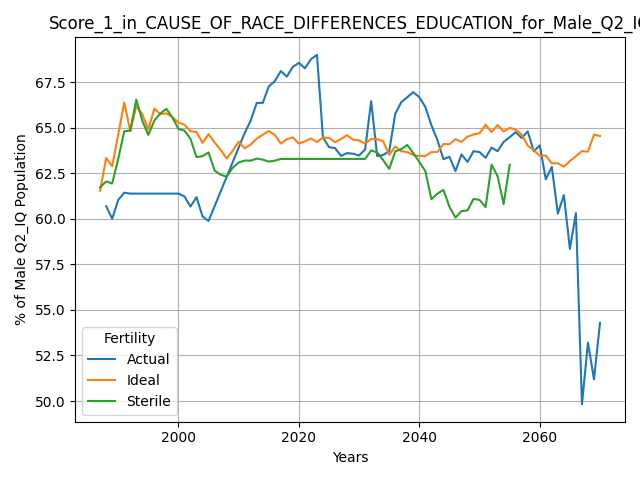 Score_1_in_CAUSE_OF_RACE_DIFFERENCES_EDUCATION_for_Male_Q2_IQ
67.5
65.0
62.5
60.0
57.5
55.0
52.5
50.0
% of Male Q2_IQ Population
Fertility
Actual
Ideal
Sterile
2000
2020
2040
2060
Years